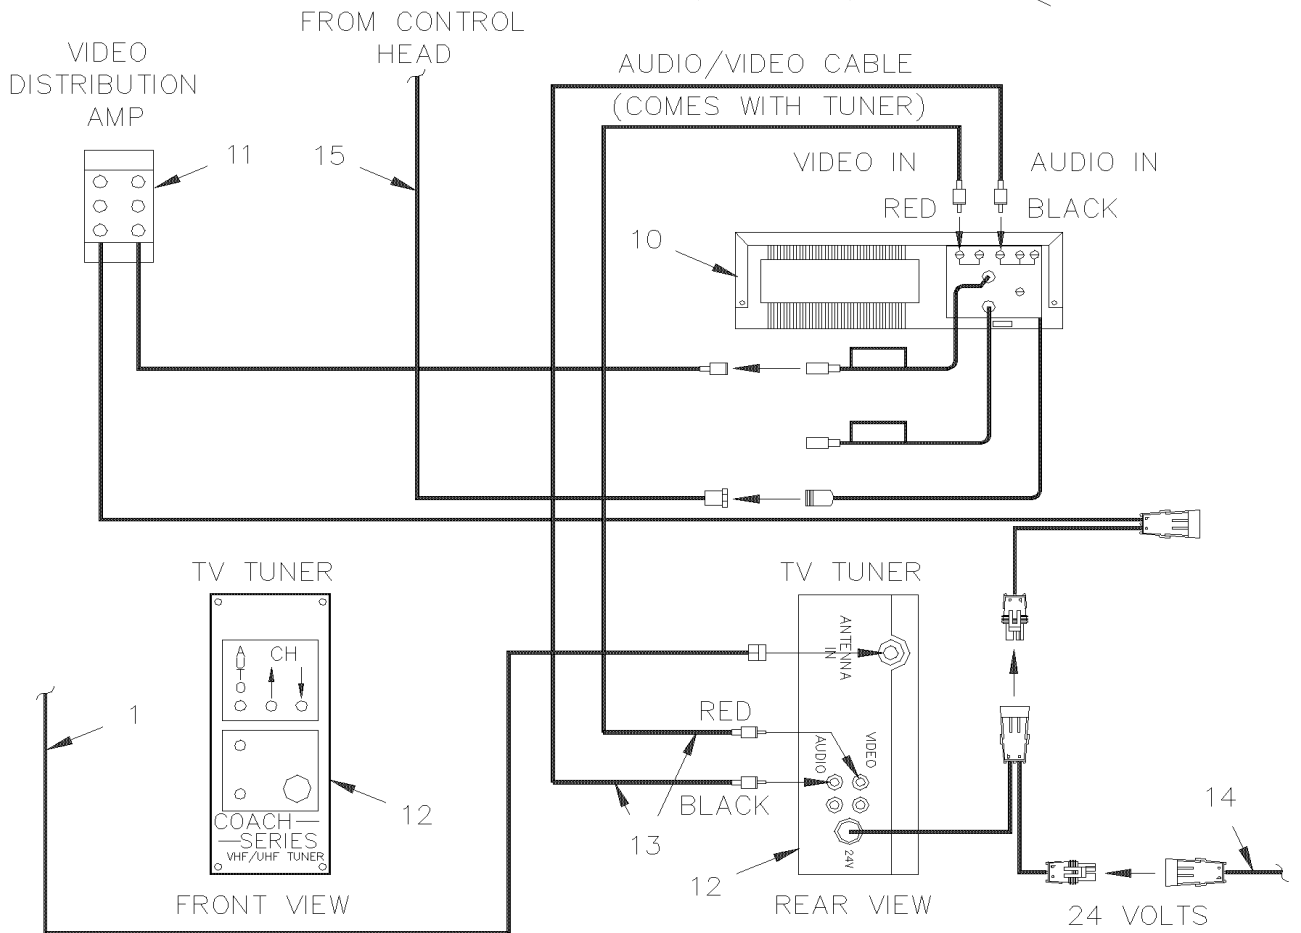 FROM CONTROL
HEAD
VIDEO
DISTRIBUTION
AMP
AUDIO/VIDEO CABLE
(COMES WITH TUNER)
11
15
VIDEO IN
AUDIO IN
RED
BLACK
10
TV TUNER
TV TUNER
A
U
T
O
CH
ANTENNA
IN
1
RED
AUDIO
VIDEO
12
COACH
SERIES
VHF/UHF TUNER
BLACK
13
24V
14
12
FRONT VIEW
REAR VIEW
24 VOLTS